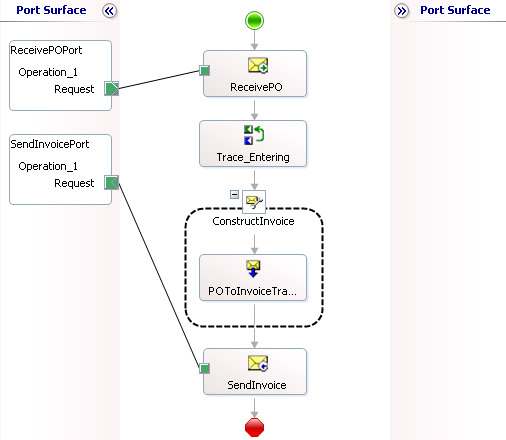 Port Surface
Port Surface
ReceivePOPort
Operation_1
Request
SendInvoicePort
Operation_1
Request
ReceivePO
Trace_Entering
ConstructInvoice
POToInvoiceTra...
SendInvoice